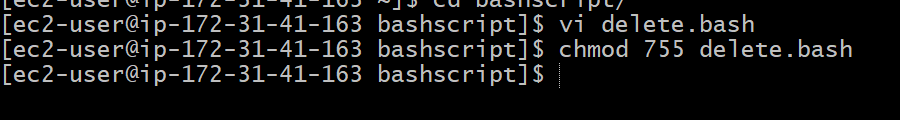 [ec2-user@ip-172-31-41-163 ~]$ cd bashscript/
[ec2-user@ip-172-31-41-163 bashscript]$ vi delete.bash
[ec2-user@ip-172-31-41-163 bashscript]$ chmod 755 delete.bash
[ec2-user@ip-172-31-41-163 bashscript]$